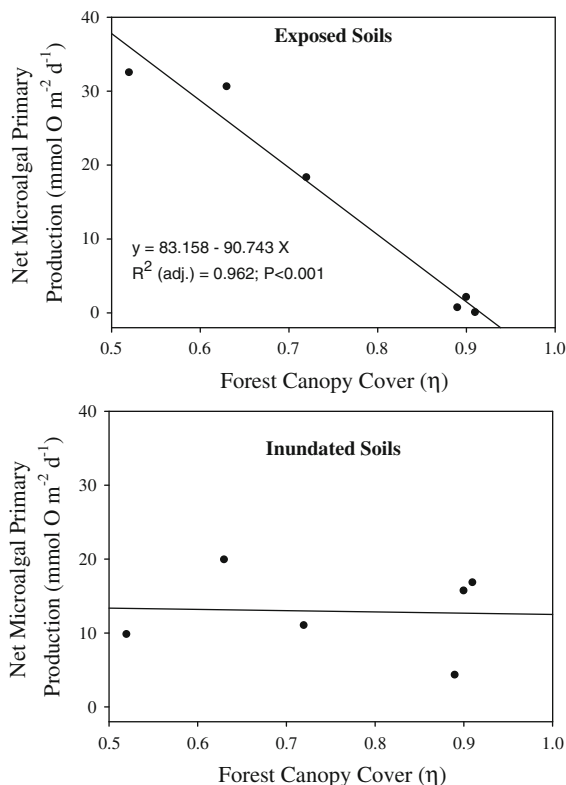 Exposed Soils
Net Microalgal Primary
Production (mmol O m⁻² d⁻¹)
40
30
20
10
0
y = 83.158 - 90.743 X
R² (adj.) = 0.962; P<0.001
0.5 0.6 0.7 0.8 0.9 1.0
Forest Canopy Cover (η)
Inundated Soils
Net Microalgal Primary
Production (mmol O m⁻² d⁻¹)
40
30
20
10
0
0.5 0.6 0.7 0.8 0.9 1.0
Forest Canopy Cover (η)